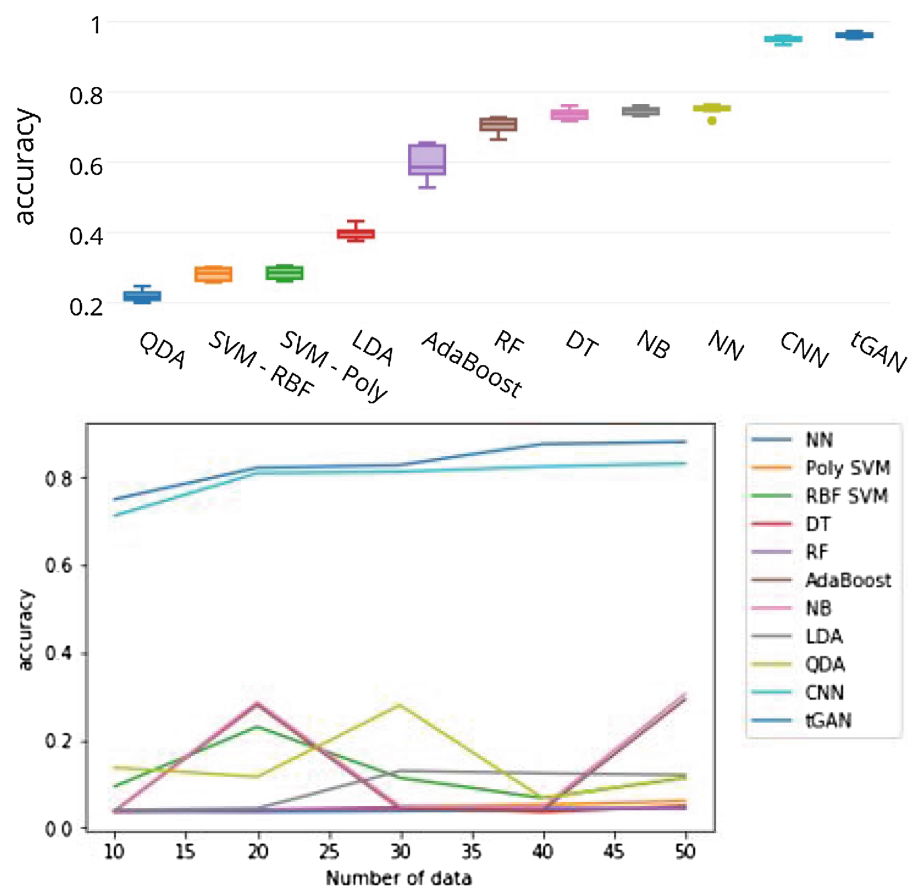 1
0.8
0.6
0.4
0.2
accuracy
QDA
SVM - RBF
SVM - Poly
LDA
AdaBoost
RF
DT
NB
NN
CNN
tGAN
0.8
0.6
0.4
0.2
0.0
accuracy
10 15 20 25 30 35 40 45 50
Number of data
NN
Poly SVM
RBF SVM
DT
RF
AdaBoost
NB
LDA
QDA
CNN
tGAN